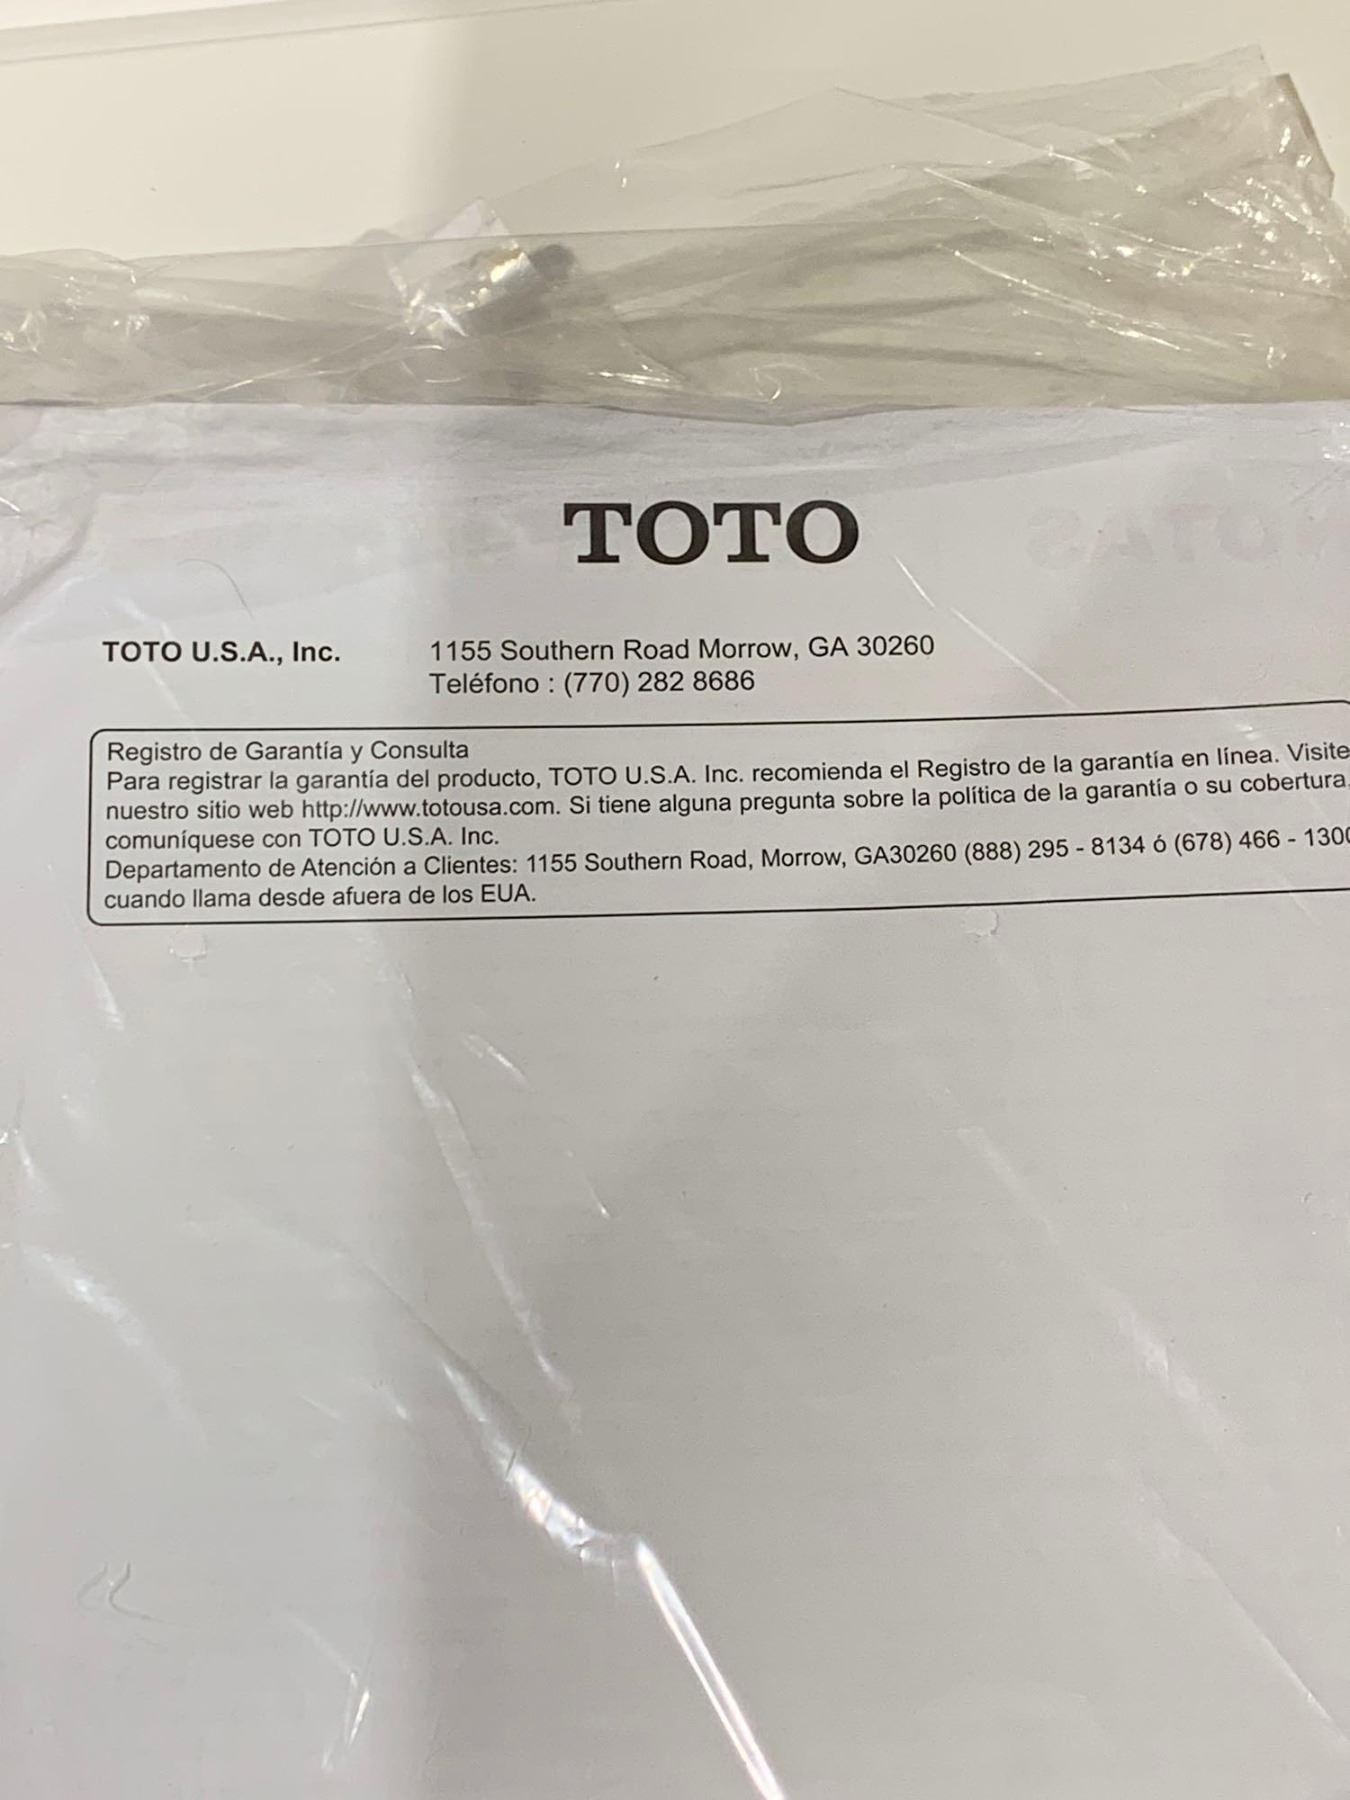 TOTO
TOTO U.S.A., Inc. 1155 Southern Road Morrow, GA 30260
Teléfono : (770) 282 8686
Registro de Garantía y Consulta
Para registrar la garantía del producto, TOTO U.S.A. Inc. recomienda el Registro de la garantía en línea. Visite
nuestro sitio web http://www.totousa.com. Si tiene alguna pregunta sobre la política de la garantía o su cobertura,
comuníquese con TOTO U.S.A. Inc.
Departamento de Atención a Clientes: 1155 Southern Road, Morrow, GA30260 (888) 295 - 8134 ó (678) 466 - 1300
cuando llama desde afuera de los EUA.